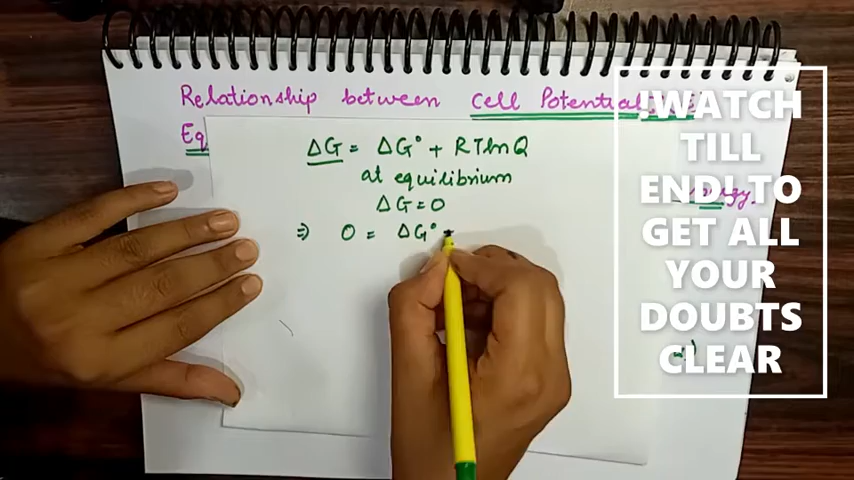 Relationship between cell Potential
Eq
ΔG = ΔG° + RTlnQ
at equilibrium
ΔG = 0
⇒ 0 = ΔG°
!WATCH
TILL
END! TO
GET ALL
YOUR
DOUBTS
CLEAR